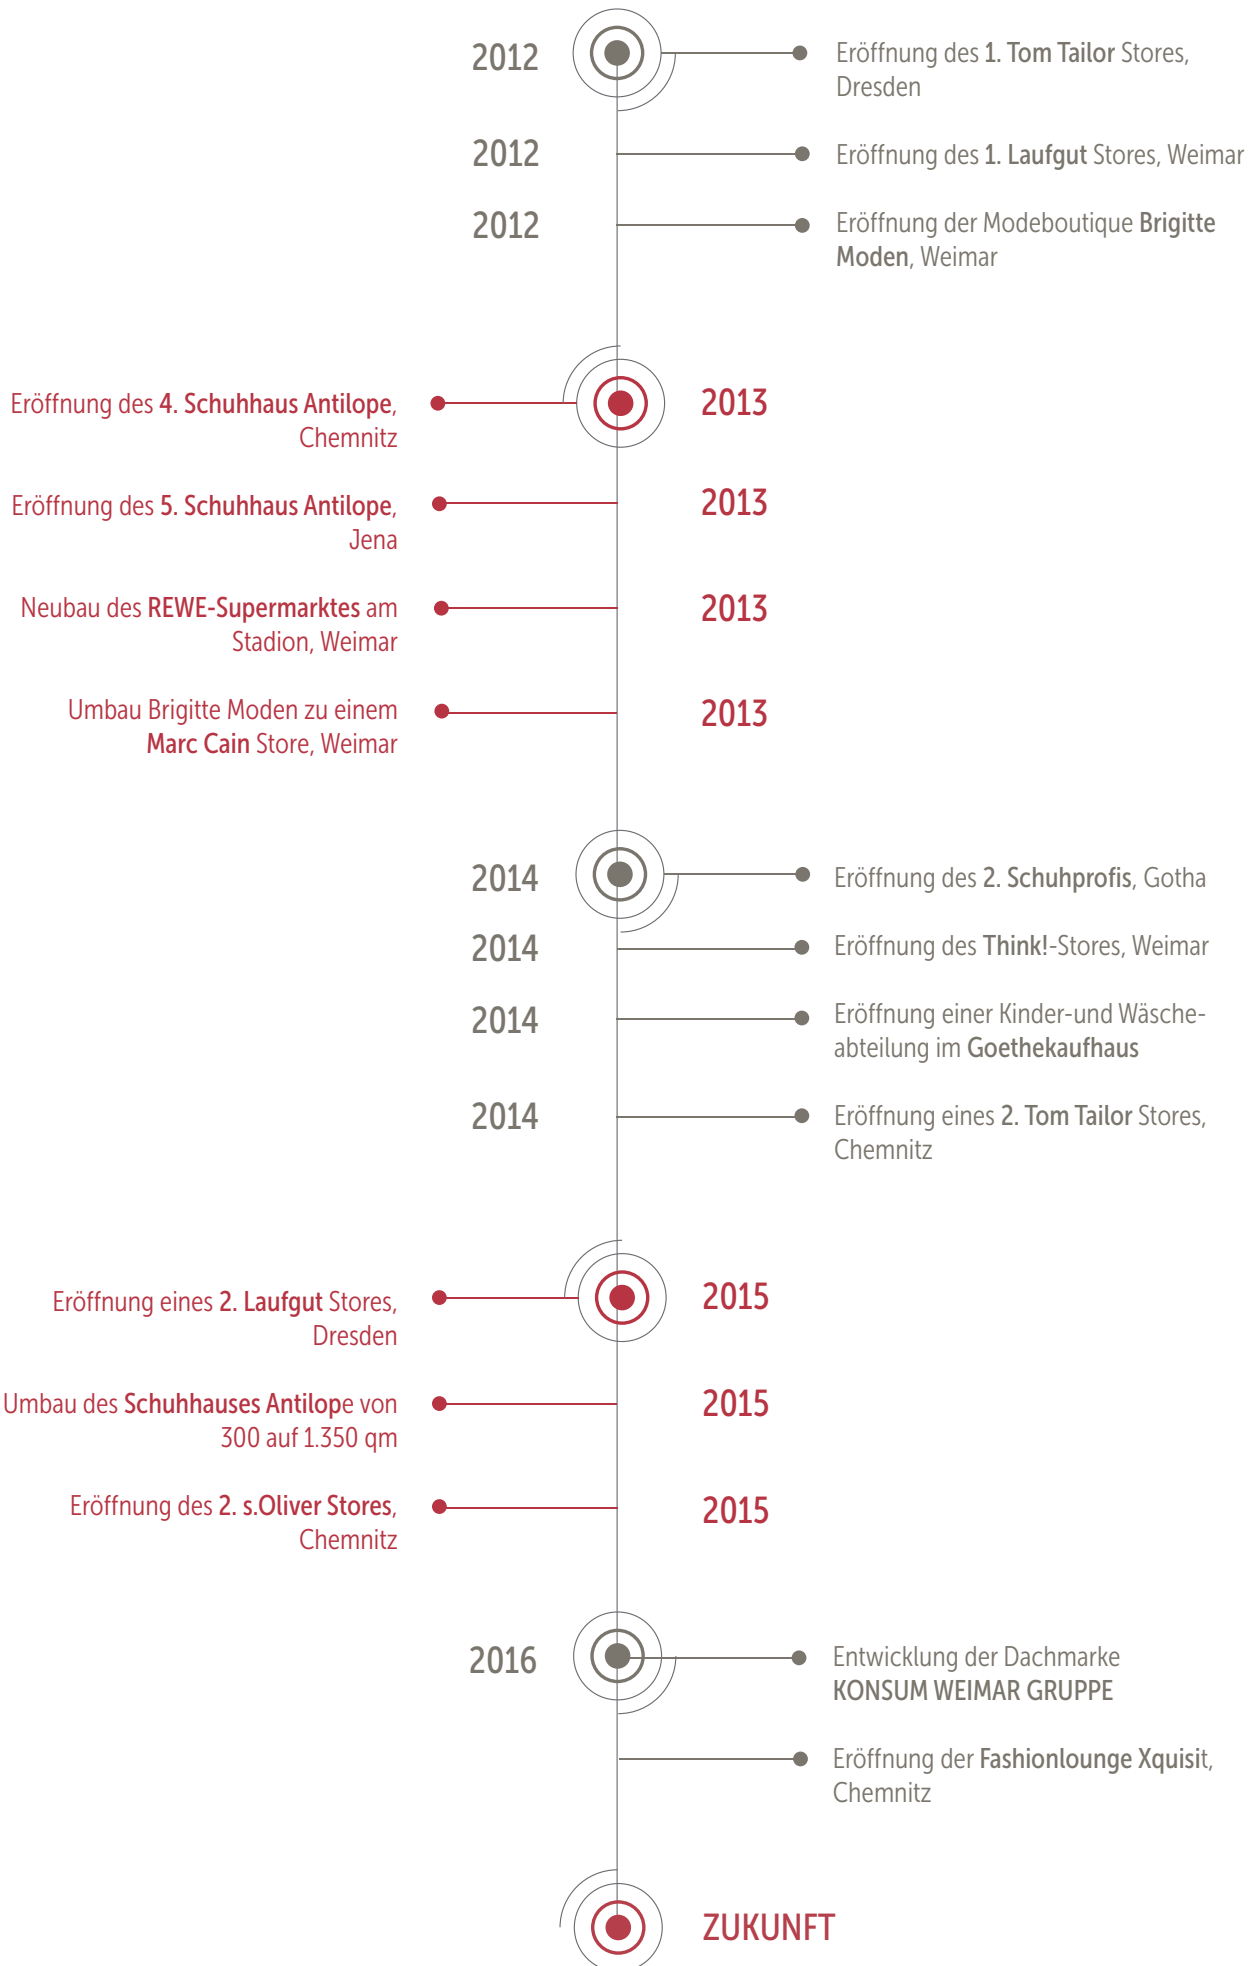 2012
Eröffnung des 1. Tom Tailor Stores,
Dresden
2012
Eröffnung des 1. Laufgut Stores, Weimar
2012
Eröffnung der Modeboutique Brigitte
Moden, Weimar
2013
Eröffnung des 4. Schuhhaus Antilope,
Chemnitz
2013
Eröffnung des 5. Schuhhaus Antilope,
Jena
2013
Neubau des REWE-Supermarktes am
Stadion, Weimar
2013
Umbau Brigitte Moden zu einem
Marc Cain Store, Weimar
2014
Eröffnung des 2. Schuhprofis, Gotha
2014
Eröffnung des Think!-Stores, Weimar
2014
Eröffnung einer Kinder-und Wäsche-
abteilung im Goethekaufhaus
2014
Eröffnung eines 2. Tom Tailor Stores,
Chemnitz
2015
Eröffnung eines 2. Laufgut Stores,
Dresden
2015
Umbau des Schuhhauses Antilope von
300 auf 1.350 qm
2015
Eröffnung des 2. s.Oliver Stores,
Chemnitz
2016
Entwicklung der Dachmarke
KONSUM WEIMAR GRUPPE
Eröffnung der Fashionlounge Xquisit,
Chemnitz
ZUKUNFT